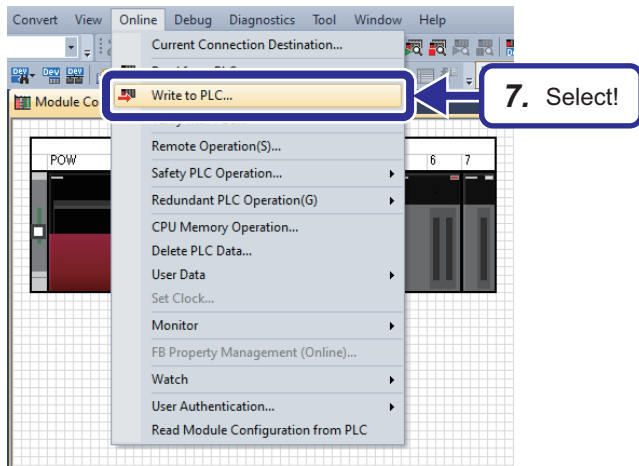 Convert View Online Debug Diagnostics Tool Window Help
Current Connection Destination...
Write to PLC...
7. Select!
Module Co
Remote Operation(S)...
POW 6 7
Safety PLC Operation...
Redundant PLC Operation(G)
CPU Memory Operation...
Delete PLC Data...
User Data
Set Clock...
Monitor
FB Property Management (Online)...
Watch
User Authentication...
Read Module Configuration from PLC